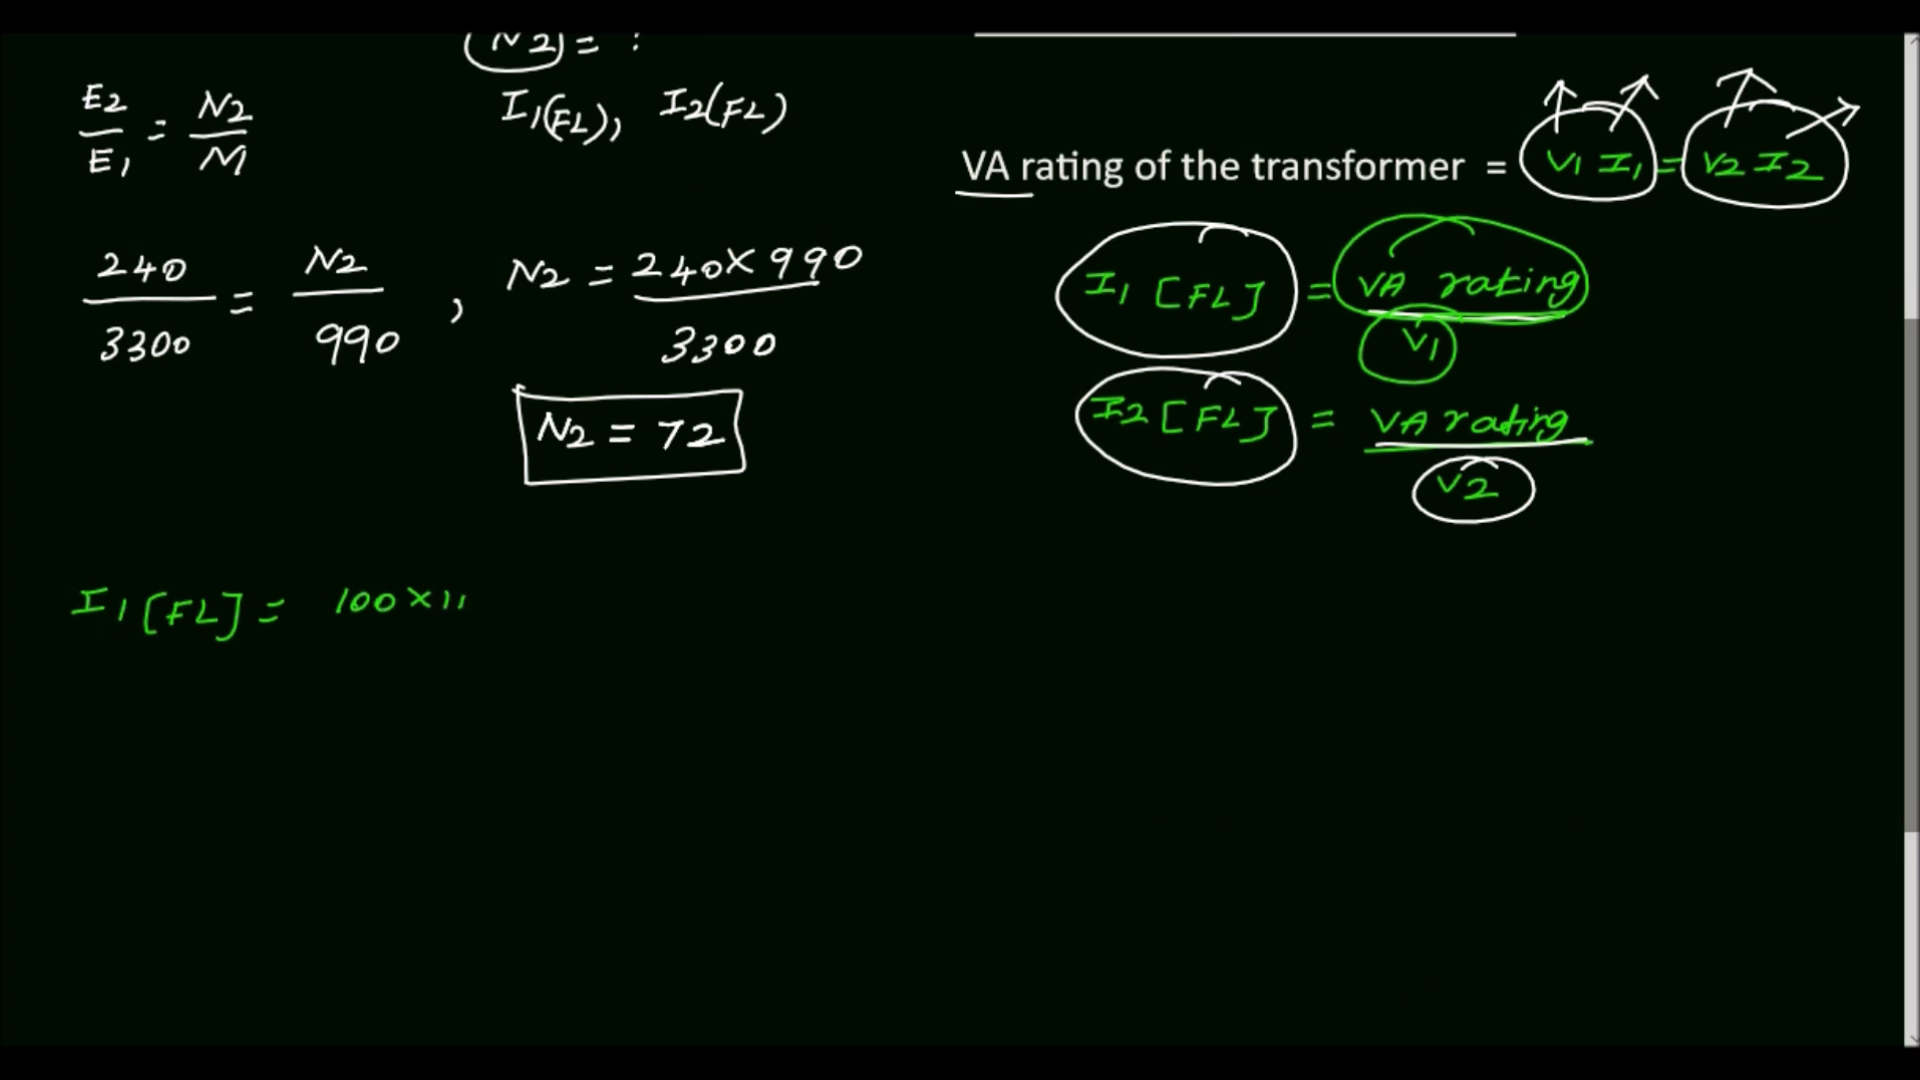 (N2) = ?
I1(FL), I2(FL)
E2/E1 = N2/N1
240/3300 = N2/990 , N2 = 240×990/3300
N2 = 72
I1[FL] = 100×11
VA rating of the transformer = V1 I1 = V2 I2
I1 [FL] = VA rating/V1
I2 [FL] = VA rating/V2